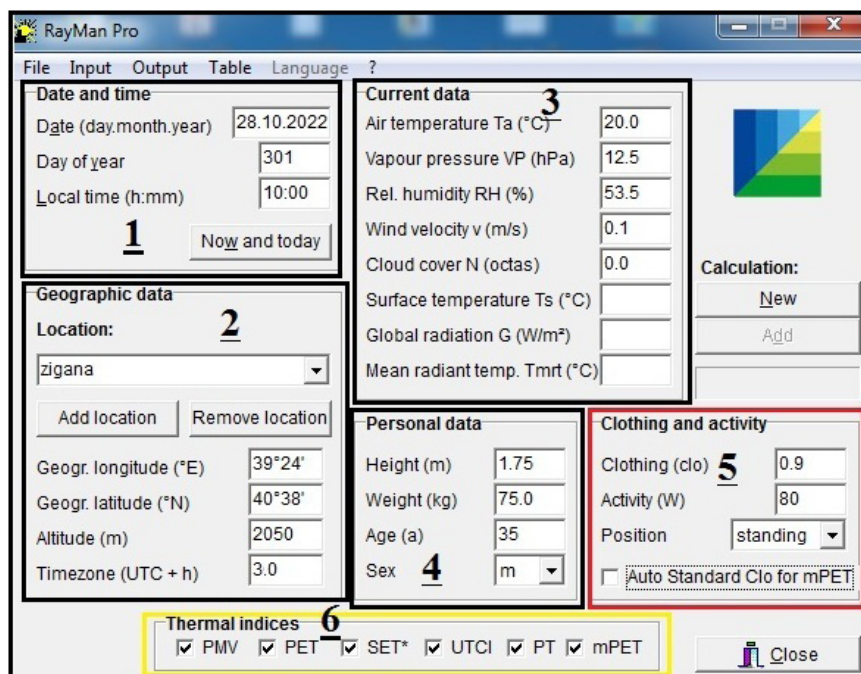 RayMan Pro
File Input Output Table Language ?
Date and time
Date (day.month.year) 28.10.2022
Day of year 301
Local time (h:mm) 10:00
1 Now and today
Geographic data
2
Location:
zigana
Add location Remove location
Geogr. longitude (°E) 39°24'
Geogr. latitude (°N) 40°38'
Altitude (m) 2050
Timezone (UTC + h) 3.0
Current data
3
Air temperature Ta (°C) 20.0
Vapour pressure VP (hPa) 12.5
Rel. humidity RH (%) 53.5
Wind velocity v (m/s) 0.1
Cloud cover N (octas) 0.0
Surface temperature Ts (°C)
Global radiation G (W/m²)
Mean radiant temp. Tmrt (°C)
Calculation:
New
Add
Personal data
Height (m) 1.75
Weight (kg) 75.0
Age (a) 35
Sex 4 m
Clothing and activity
Clothing (clo) 5 0.9
Activity (W) 80
Position standing
Auto Standard Clo for mPET
Thermal indices 6
PMV PET SET* UTCI PT mPET
Close